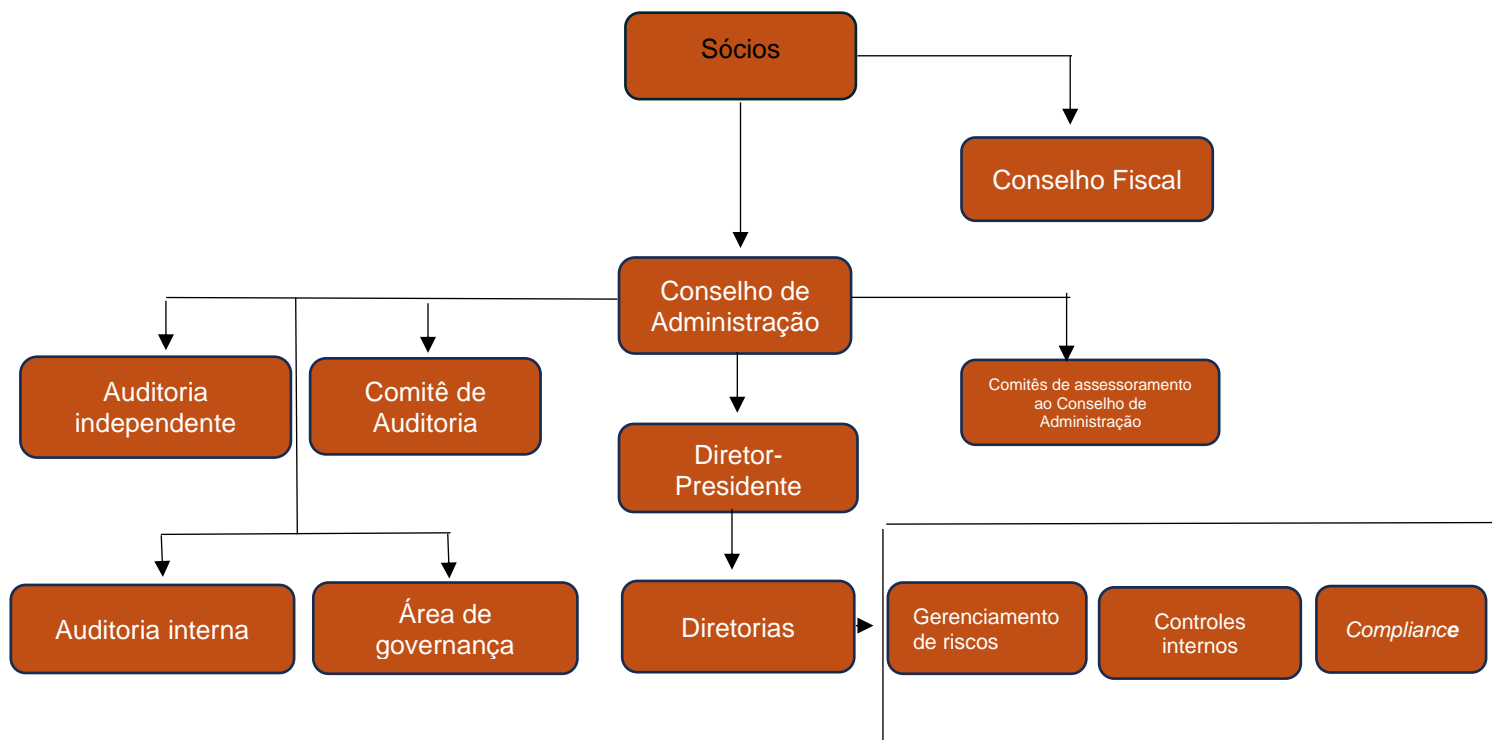 Sócios
Conselho Fiscal
Conselho de
Administração
Auditoria
independente
Comitê de
Auditoria
Comitês de assessoramento
ao Conselho de
Administração
Diretor-
Presidente
Auditoria interna
Área de
governança
Diretorias
Gerenciamento
de riscos
Controles
internos
Compliance